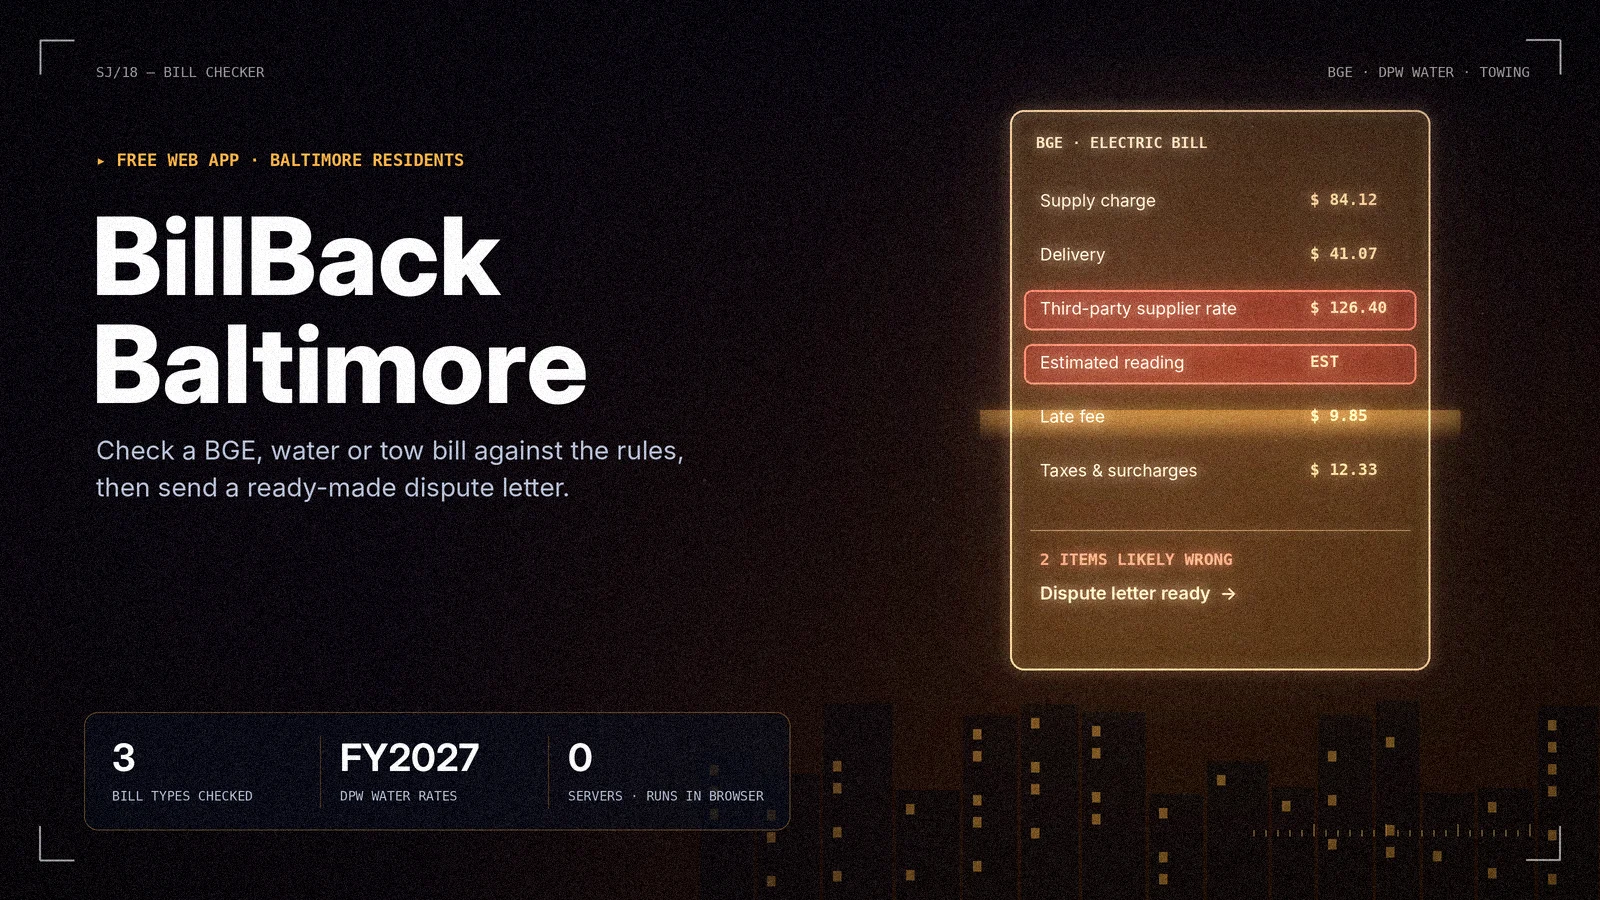 SJ/18 — BILL CHECKER
BGE · DPW WATER · TOWING
▸ FREE WEB APP · BALTIMORE RESIDENTS
BillBack
Baltimore
Check a BGE, water or tow bill against the rules,
then send a ready-made dispute letter.
BGE · ELECTRIC BILL
Supply charge $ 84.12
Delivery $ 41.07
Third-party supplier rate $ 126.40
Estimated reading EST
Late fee $ 9.85
Taxes & surcharges $ 12.33
2 ITEMS LIKELY WRONG
Dispute letter ready →
3
BILL TYPES CHECKED
FY2027
DPW WATER RATES
0
SERVERS · RUNS IN BROWSER